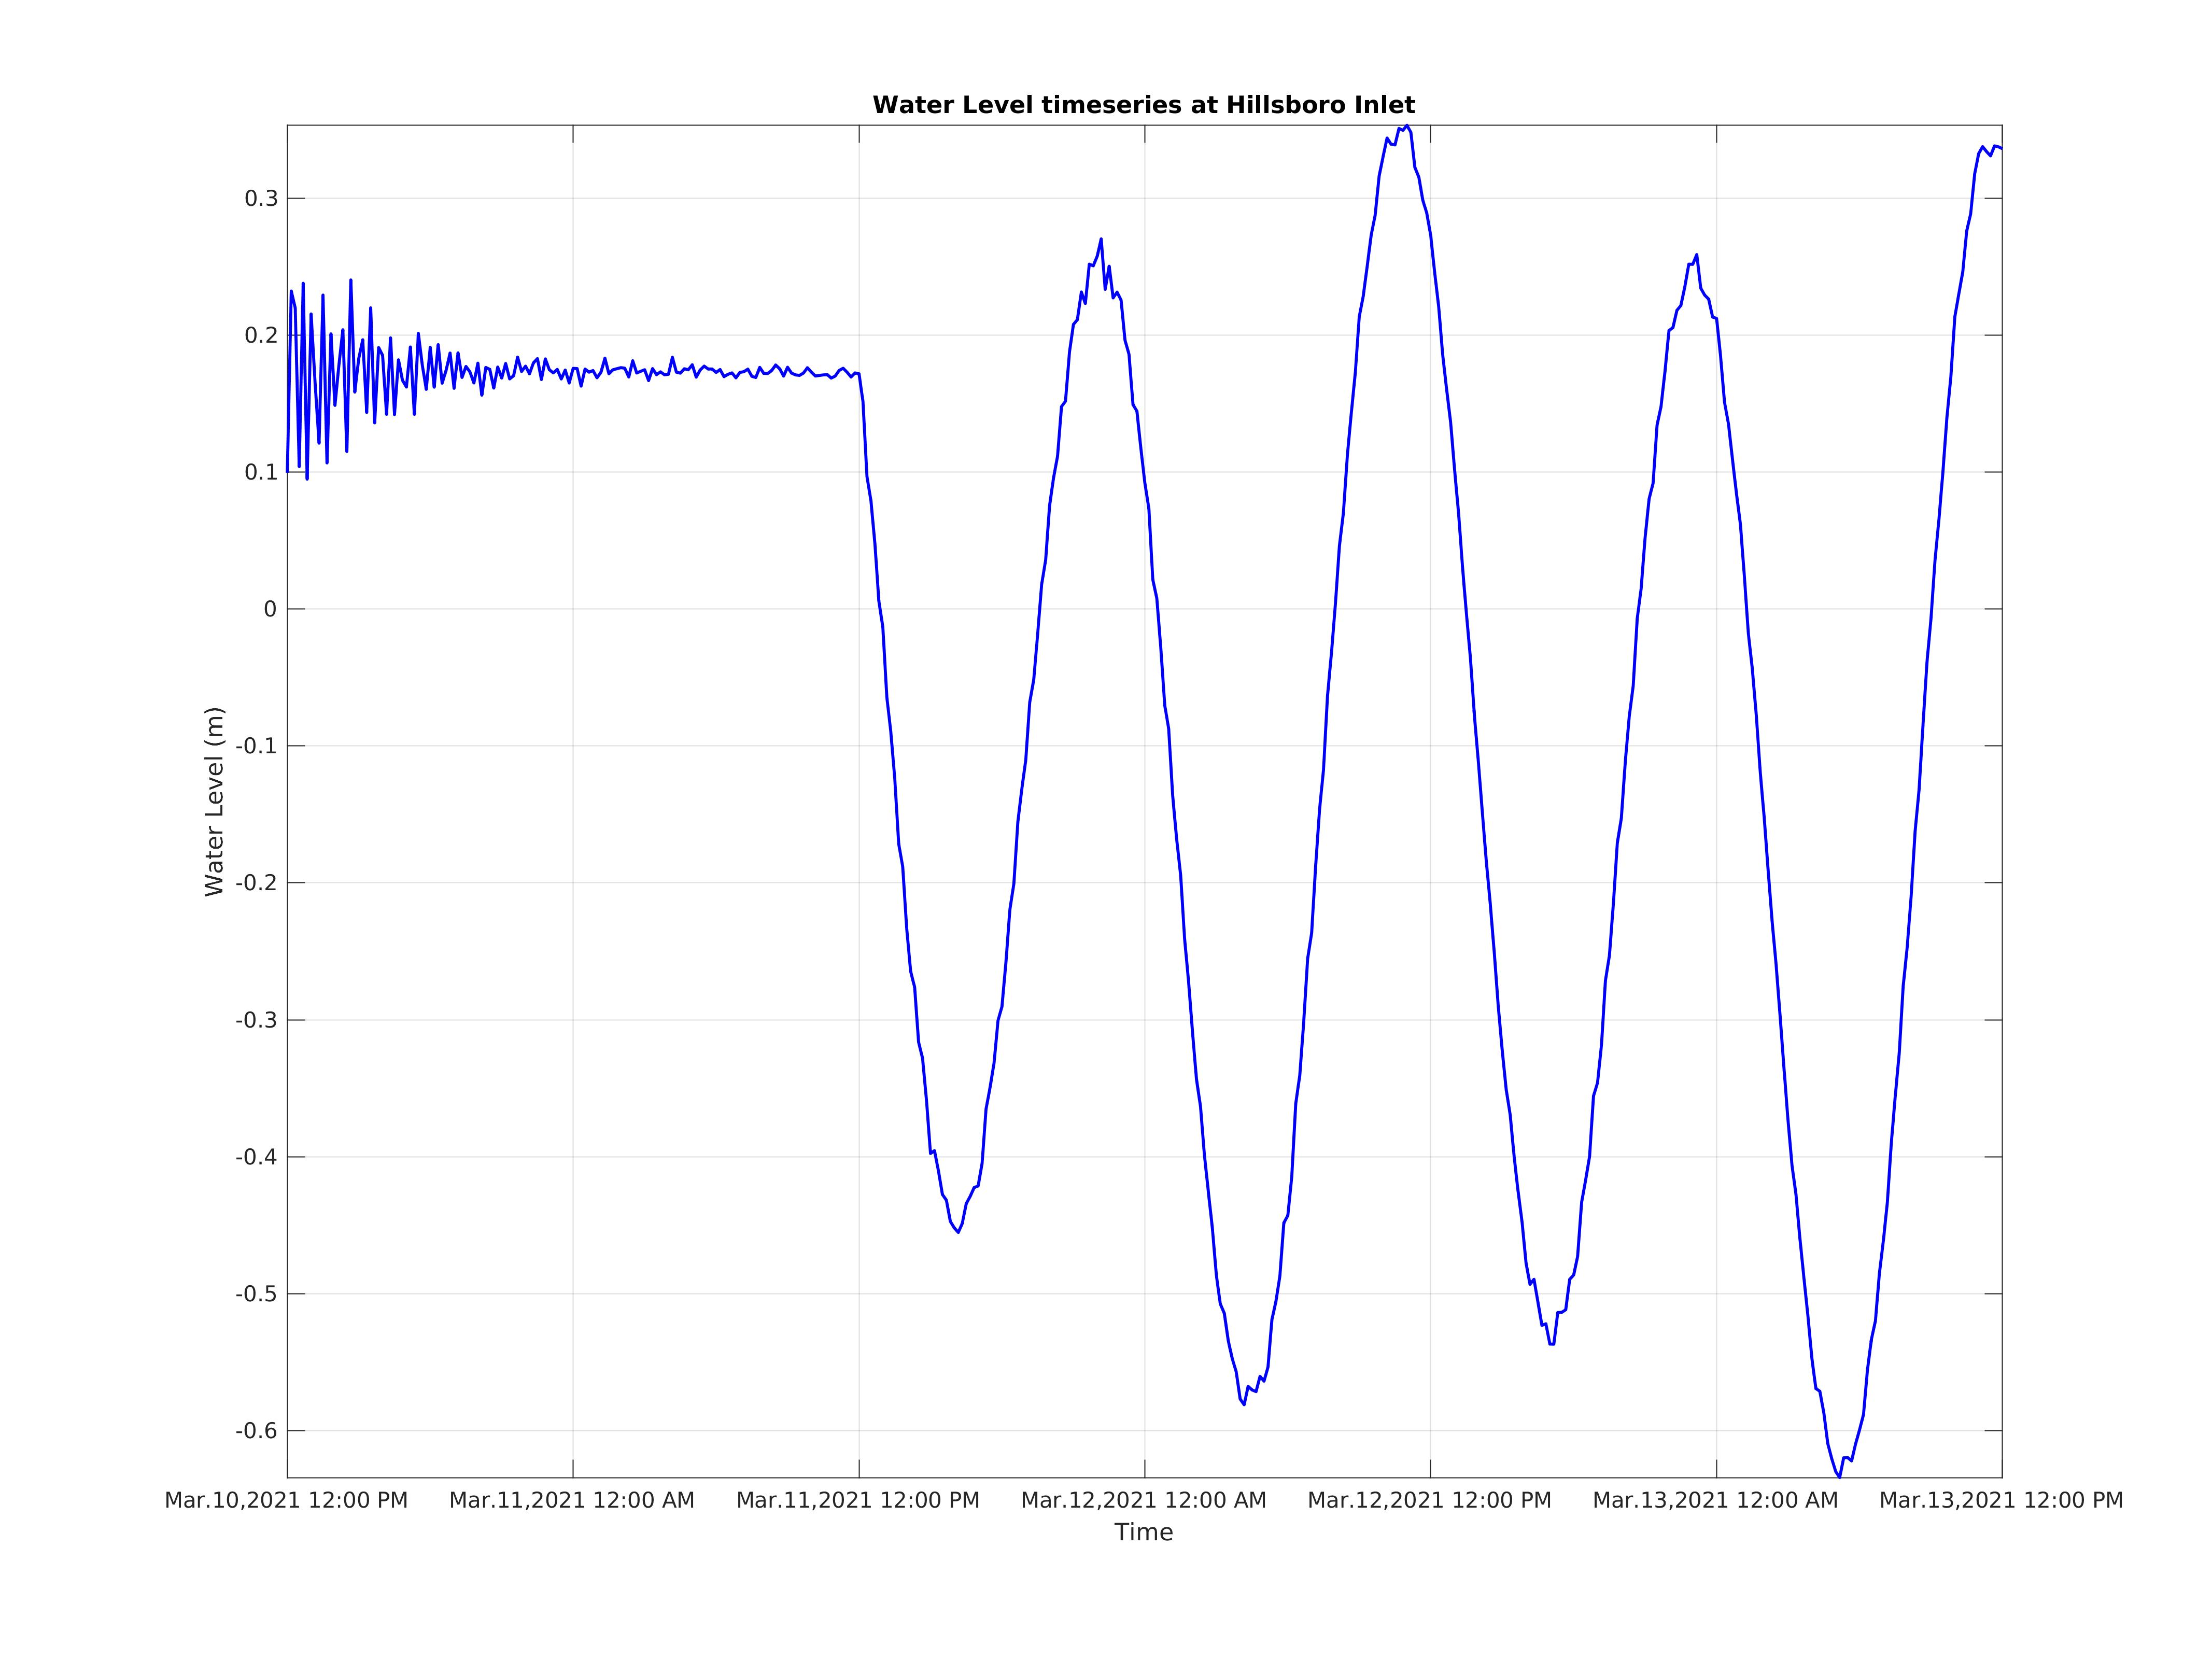 Water Level timeseries at Hillsboro Inlet
0.3
0.2
0.1
0
-0.1
Water Level (m)
-0.2
-0.3
-0.4
-0.5
-0.6
Mar.10,2021 12:00 PM Mar.11,2021 12:00 AM Mar.11,2021 12:00 PM Mar.12,2021 12:00 AM Mar.12,2021 12:00 PM Mar.13,2021 12:00 AM Mar.13,2021 12:00 PM
Time